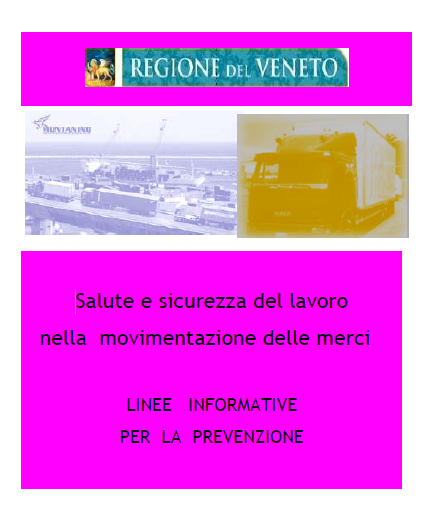 REGIONE DEL VENETO
Salute e sicurezza del lavoro
nella movimentazione delle merci
LINEE INFORMATIVE
PER LA PREVENZIONE